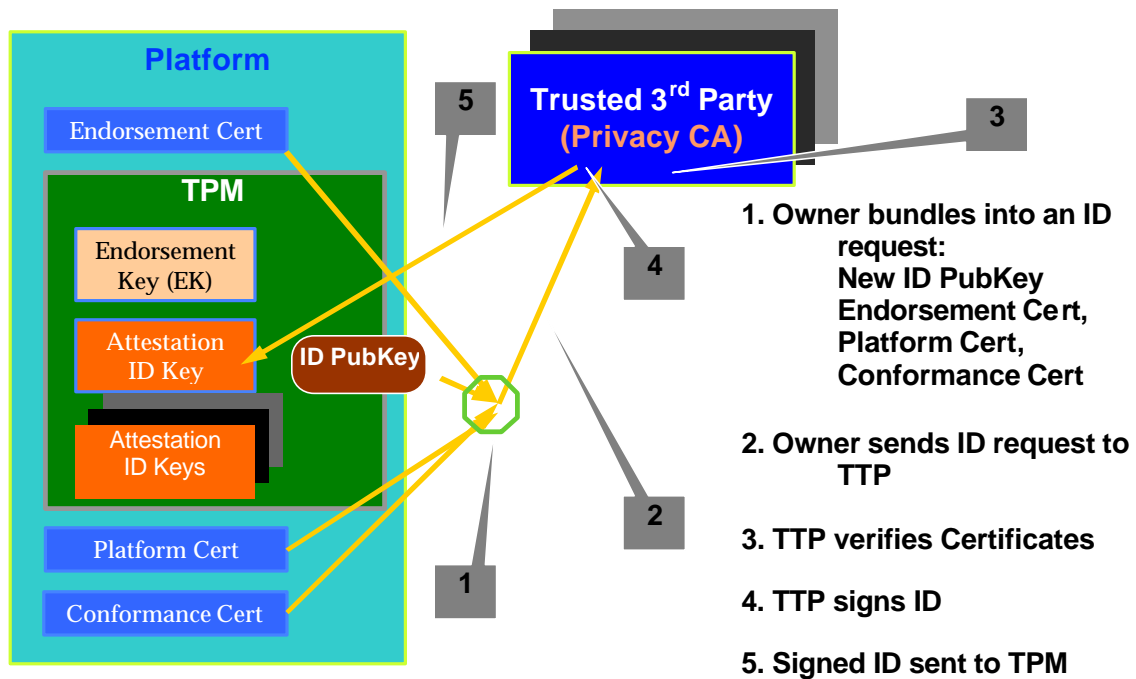 Platform
Endorsement Cert
TPM
Endorsement
Key (EK)
Attestation
ID Key
Attestation
ID Keys
Platform Cert
Conformance Cert
ID PubKey
5
Trusted 3rd Party
(Privacy CA)
3
4
2
1
1. Owner bundles into an ID
request:
New ID PubKey
Endorsement Cert,
Platform Cert,
Conformance Cert
2. Owner sends ID request to
TTP
3. TTP verifies Certificates
4. TTP signs ID
5. Signed ID sent to TPM